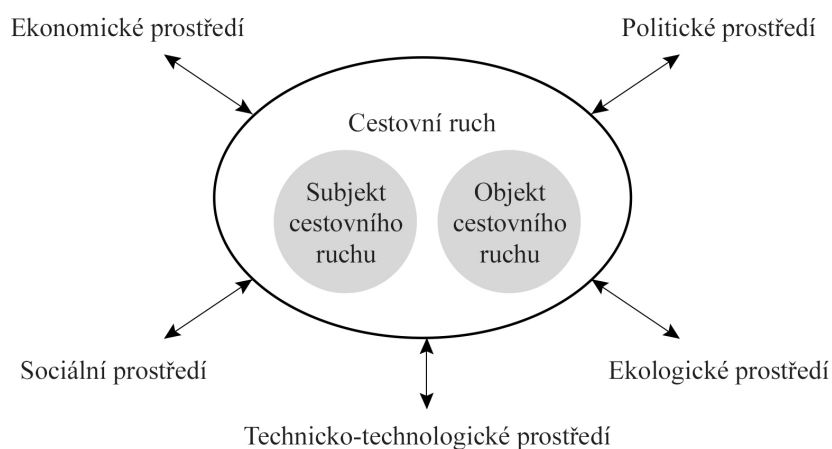 Ekonomické prostředí
Politické prostředí
Cestovní ruch
Subjekt
cestovního
ruchu
Objekt
cestovního
ruchu
Sociální prostředí
Ekologické prostředí
Technicko-technologické prostředí